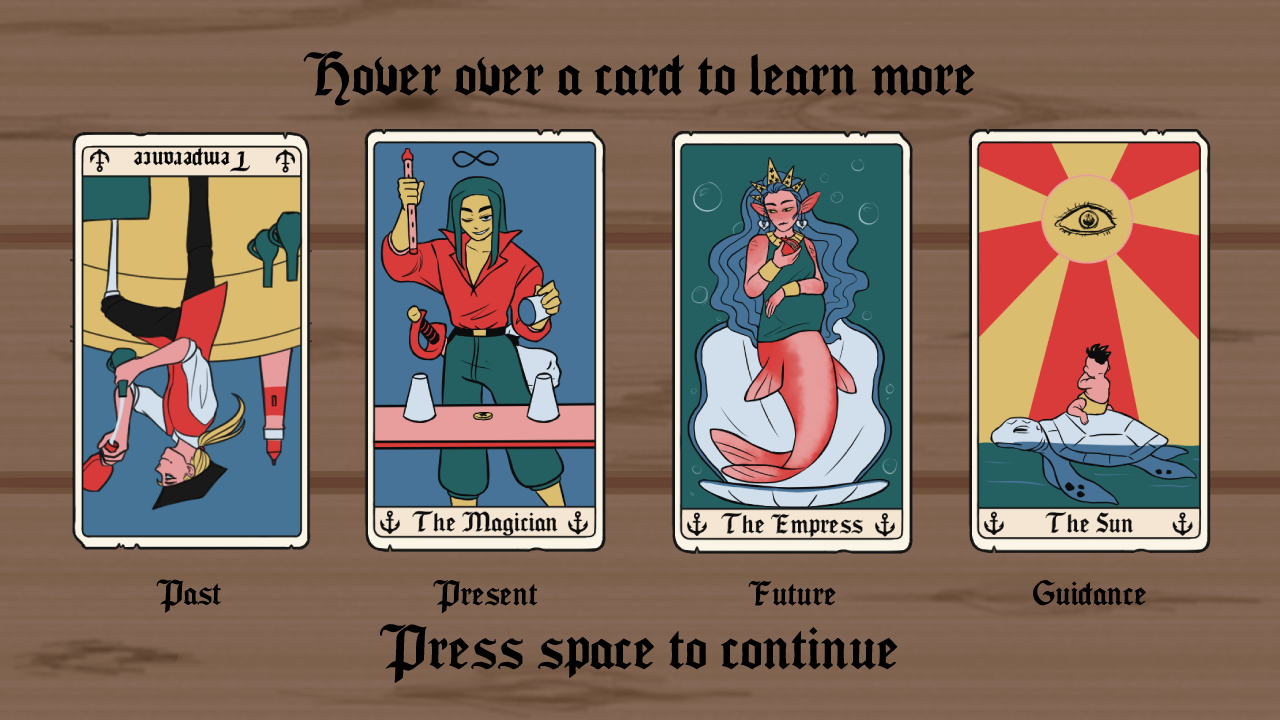 Hover over a card to learn more
Temperance
The Magician
The Empress
The Sun
Past
Present
Future
Guidance
Press space to continue